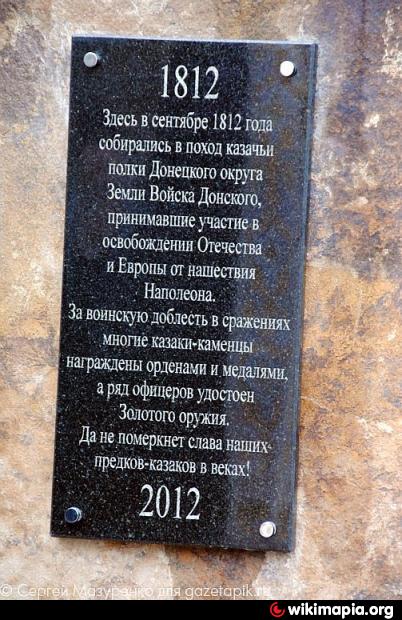 1812
Здесь в сентябре 1812 года
собирались в поход казачьи
полки Донецкого округа
Земли Войска Донского,
принимавшие участие в
освобождении Отечества
и Европы от нашествия
Наполеона.
За воинскую доблесть в сражениях
многие казаки-каменцы
награждены орденами и медалями,
а ряд офицеров удостоен
Золотого оружия.
Да не померкнет слава наших
предков-казаков в веках!
2012
© Сергей Мазуренко для gazetapik.ru
wikimapia.org